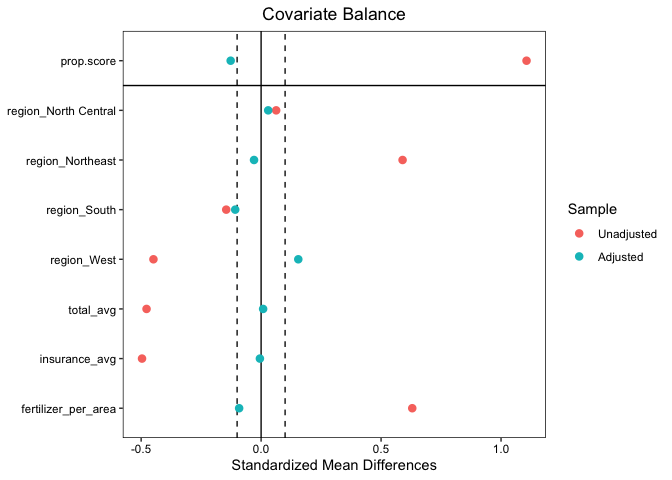 Covariate Balance
prop.score
region_North Central
region_Northeast
region_South
region_West
total_avg
insurance_avg
fertilizer_per_area
-0.5
0.0
0.5
1.0
Standardized Mean Differences
Sample
Unadjusted
Adjusted